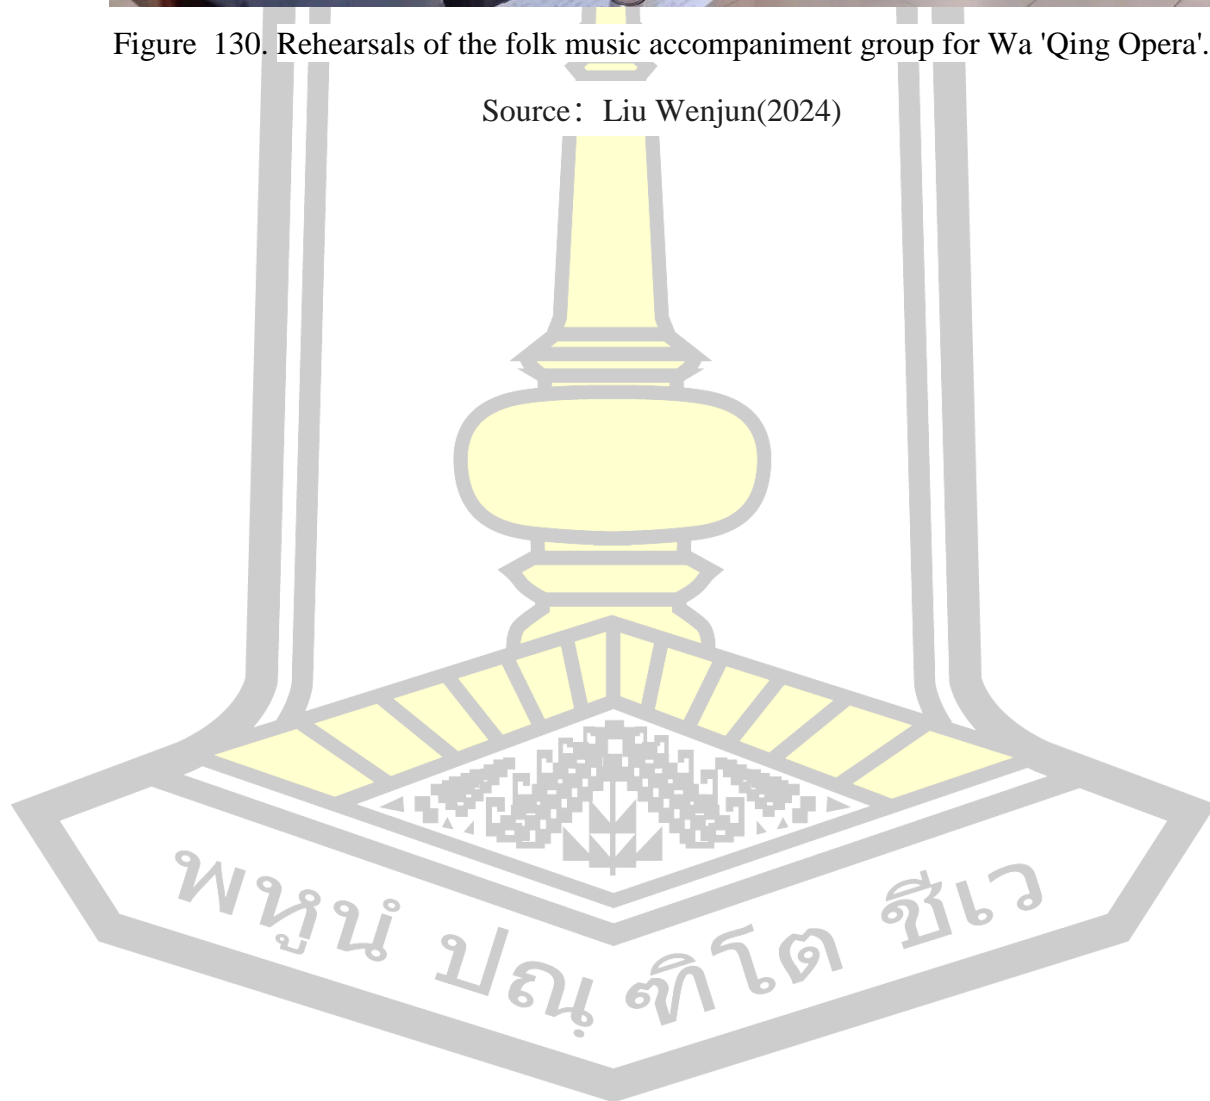 Figure  130. Rehearsals of the folk music accompaniment group for Wa 'Qing Opera'.
Source：Liu Wenjun(2024)
พหูนํ ปณฺฑิโต ชีเว